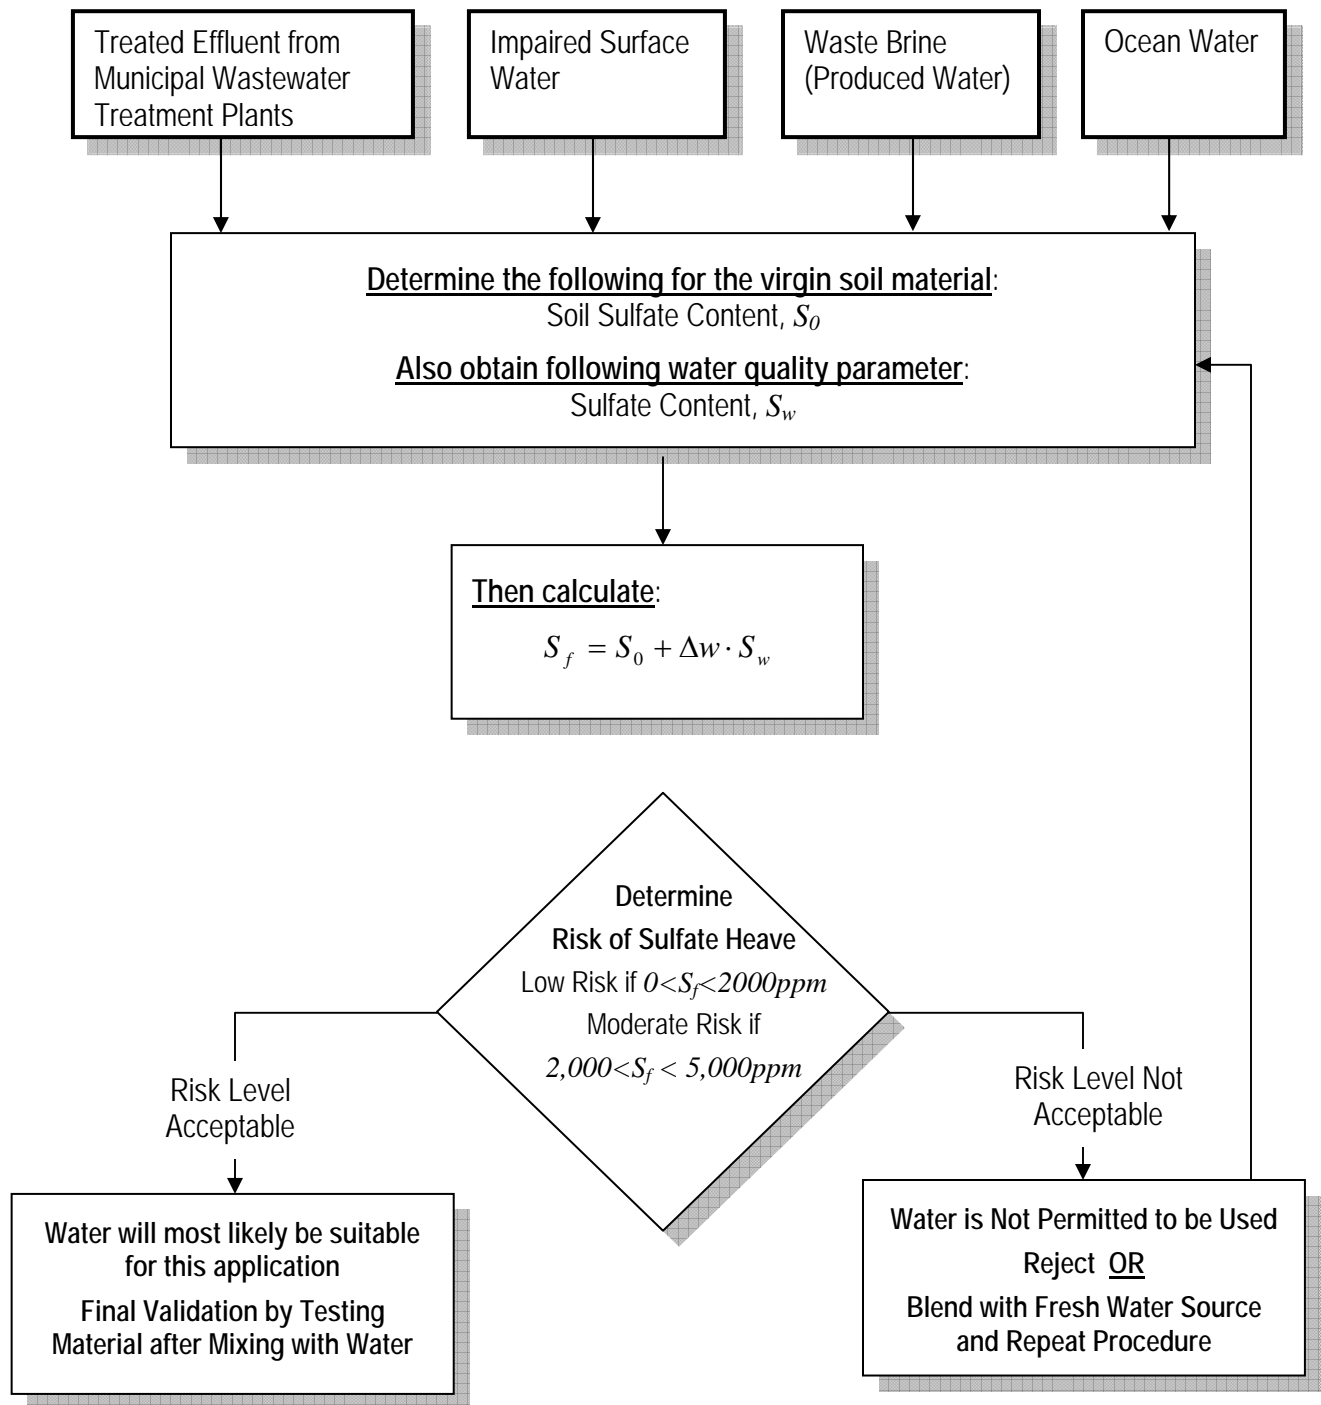 Treated Effluent from
Municipal Wastewater
Treatment Plants
Impaired Surface
Water
Waste Brine
(Produced Water)
Ocean Water
Determine the following for the virgin soil material:
Soil Sulfate Content, S₀
Also obtain following water quality parameter:
Sulfate Content, S_w
Then calculate:
S_f = S₀ + Δw · S_w
Determine
Risk of Sulfate Heave
Low Risk if 0<S_f<2000ppm
Moderate Risk if
2,000<S_f < 5,000ppm
Risk Level
Acceptable
Risk Level Not
Acceptable
Water will most likely be suitable
for this application
Final Validation by Testing
Material after Mixing with Water
Water is Not Permitted to be Used
Reject OR
Blend with Fresh Water Source
and Repeat Procedure